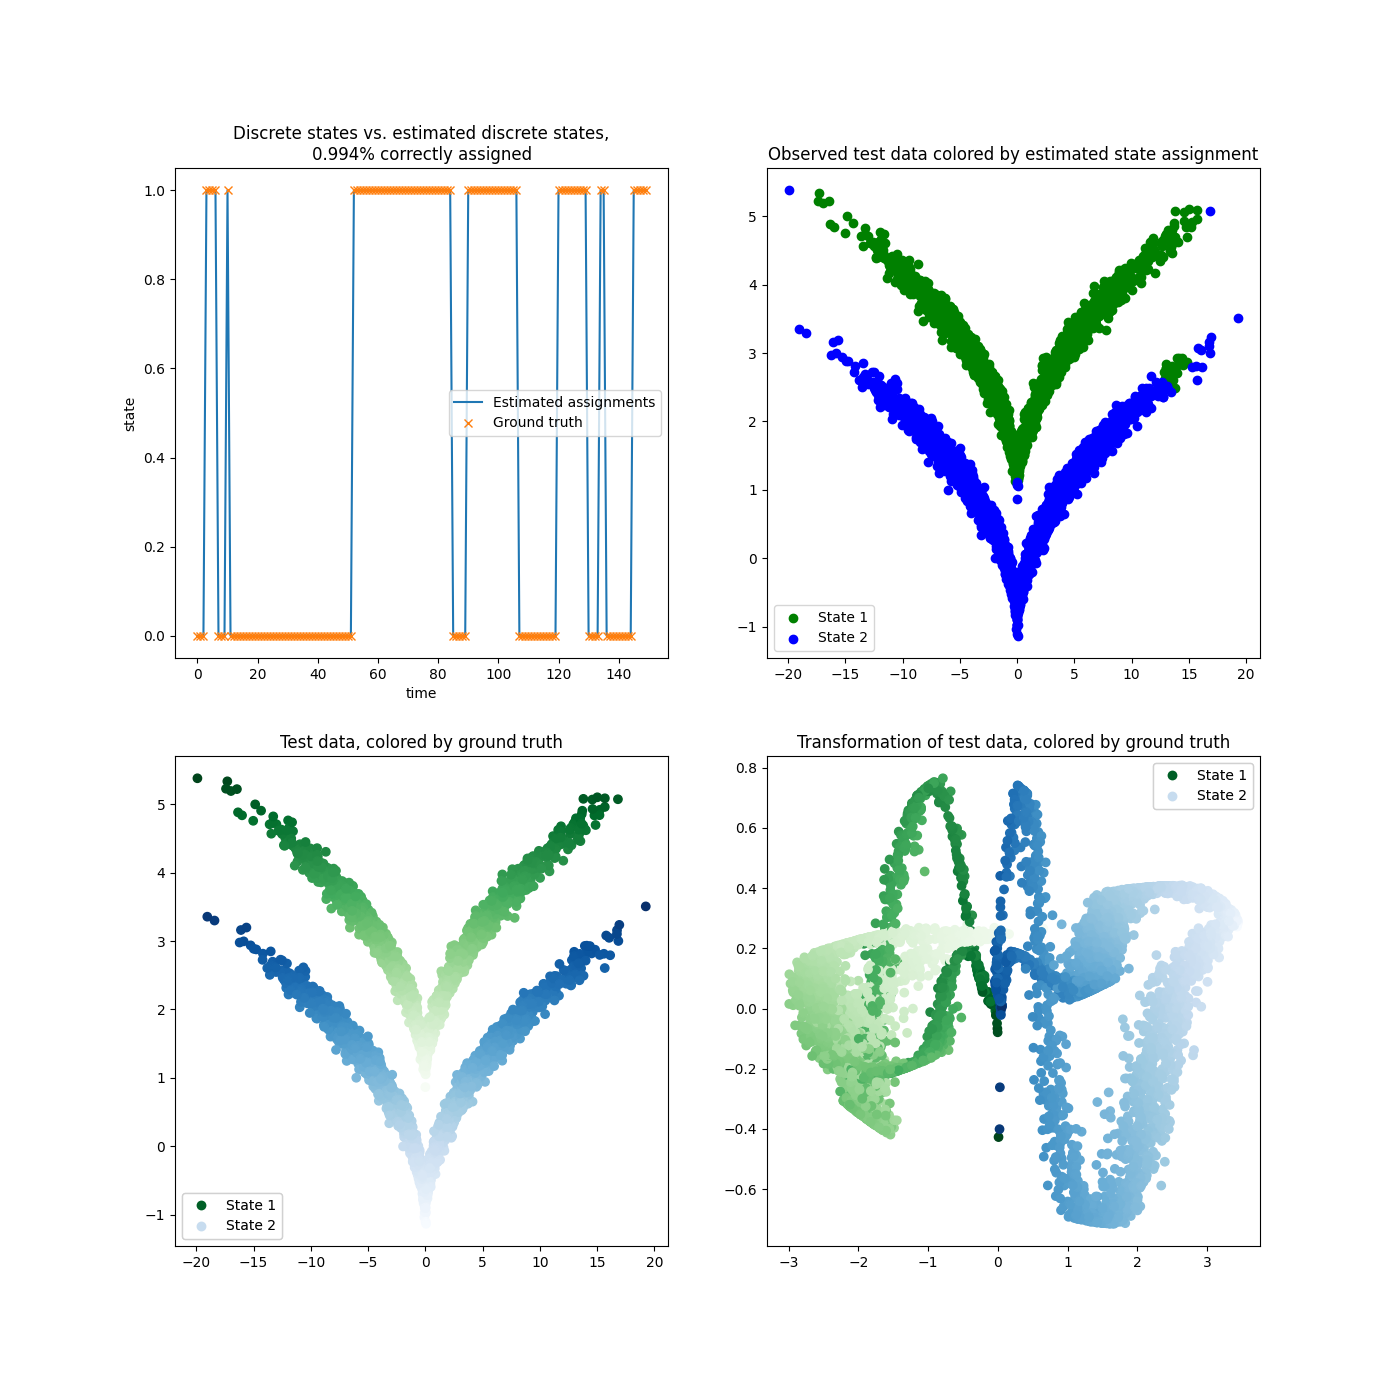 Discrete states vs. estimated discrete states,
0.994% correctly assigned
1.0
0.8
0.6
0.4
0.2
0.0
state
Estimated assignments
Ground truth
0 20 40 60 80 100 120 140
time
Observed test data colored by estimated state assignment
5
4
3
2
1
0
−1
State 1
State 2
−20 −15 −10 −5 0 5 10 15 20
Test data, colored by ground truth
5
4
3
2
1
0
−1
State 1
State 2
−20 −15 −10 −5 0 5 10 15 20
Transformation of test data, colored by ground truth
0.8
0.6
0.4
0.2
0.0
−0.2
−0.4
−0.6
State 1
State 2
−3 −2 −1 0 1 2 3